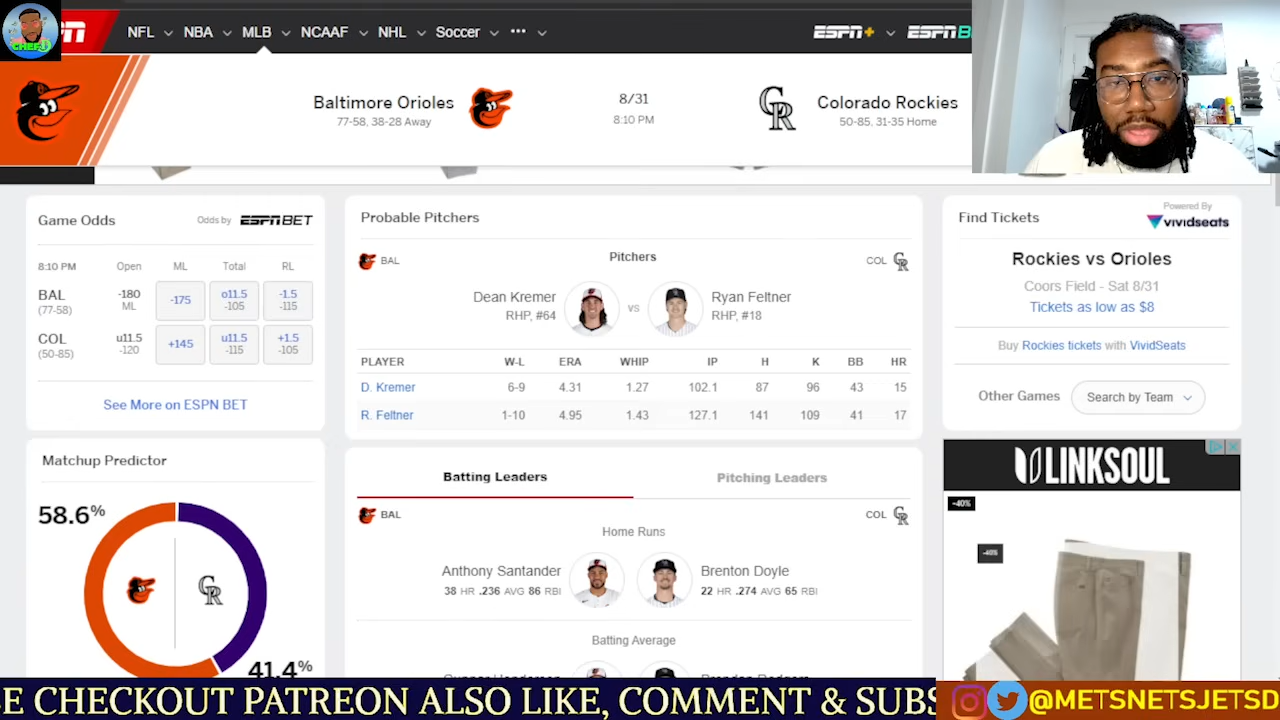 CHEF
NFL NBA MLB NCAAF NHL Soccer ••• ESPN+ ESPN B
Baltimore Orioles
77-58, 38-28 Away
8/31
8:10 PM
Colorado Rockies
50-85, 31-35 Home
Game Odds
Odds by ESPN BET
8:10 PM Open ML Total RL
BAL
(77-58)
-180
ML
-175
o11.5
-105
-1.5
-115
COL
(50-85)
u11.5
-120
+145
u11.5
-115
+1.5
-105
See More on ESPN BET
Matchup Predictor
58.6%
41.4%
Probable Pitchers
BAL
Pitchers
COL
Dean Kremer
RHP, #64
VS
Ryan Feltner
RHP, #18
PLAYER W-L ERA WHIP IP H K BB HR
D. Kremer 6-9 4.31 1.27 102.1 87 96 43 15
R. Feltner 1-10 4.95 1.43 127.1 141 109 41 17
Batting Leaders
Pitching Leaders
BAL
COL
Home Runs
Anthony Santander
38 HR .236 AVG 86 RBI
Brenton Doyle
22 HR .274 AVG 65 RBI
Batting Average
Find Tickets
Powered By
vividseats
Rockies vs Orioles
Coors Field - Sat 8/31
Tickets as low as $8
Buy Rockies tickets with VividSeats
Other Games
Search by Team
LINKSOUL
-40%
-40%
E CHECKOUT PATREON ALSO LIKE, COMMENT & SUBS
@METSNETSJETSD